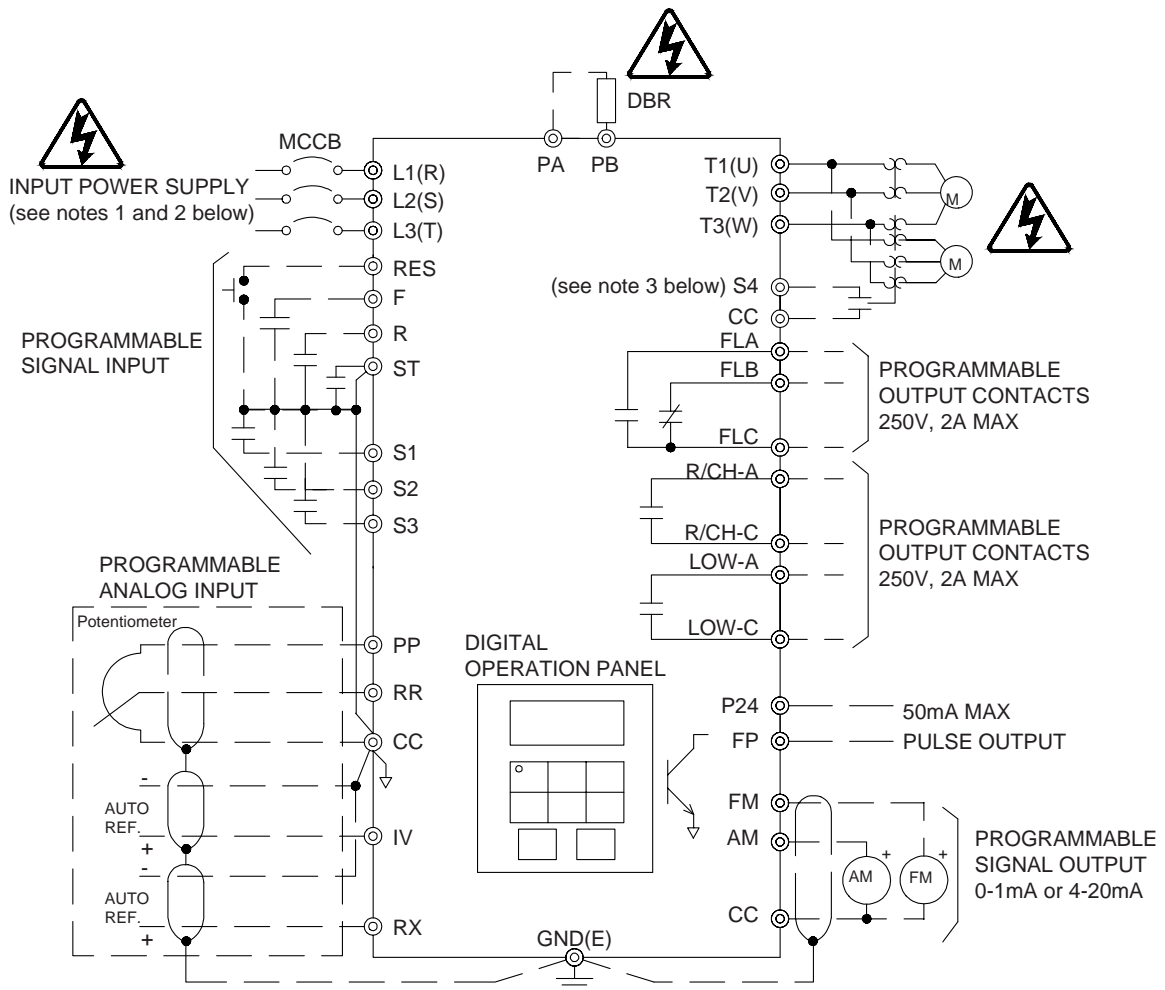 DBR
PA
PB
MCCB
INPUT POWER SUPPLY
(see notes 1 and 2 below)
L1(R)
L2(S)
L3(T)
RES
F
R
ST
PROGRAMMABLE
SIGNAL INPUT
S1
S2
S3
PROGRAMMABLE
ANALOG INPUT
Potentiometer
PP
RR
CC
-
AUTO
REF.
+
IV
-
AUTO
REF.
+
RX
GND(E)
DIGITAL
OPERATION PANEL
T1(U)
T2(V)
T3(W)
M
M
(see note 3 below) S4
CC
FLA
FLB
FLC
PROGRAMMABLE
OUTPUT CONTACTS
250V, 2A MAX
R/CH-A
R/CH-C
LOW-A
LOW-C
PROGRAMMABLE
OUTPUT CONTACTS
250V, 2A MAX
P24
50mA MAX
FP
PULSE OUTPUT
FM
AM
CC
AM
+
FM
+
PROGRAMMABLE
SIGNAL OUTPUT
0-1mA or 4-20mA